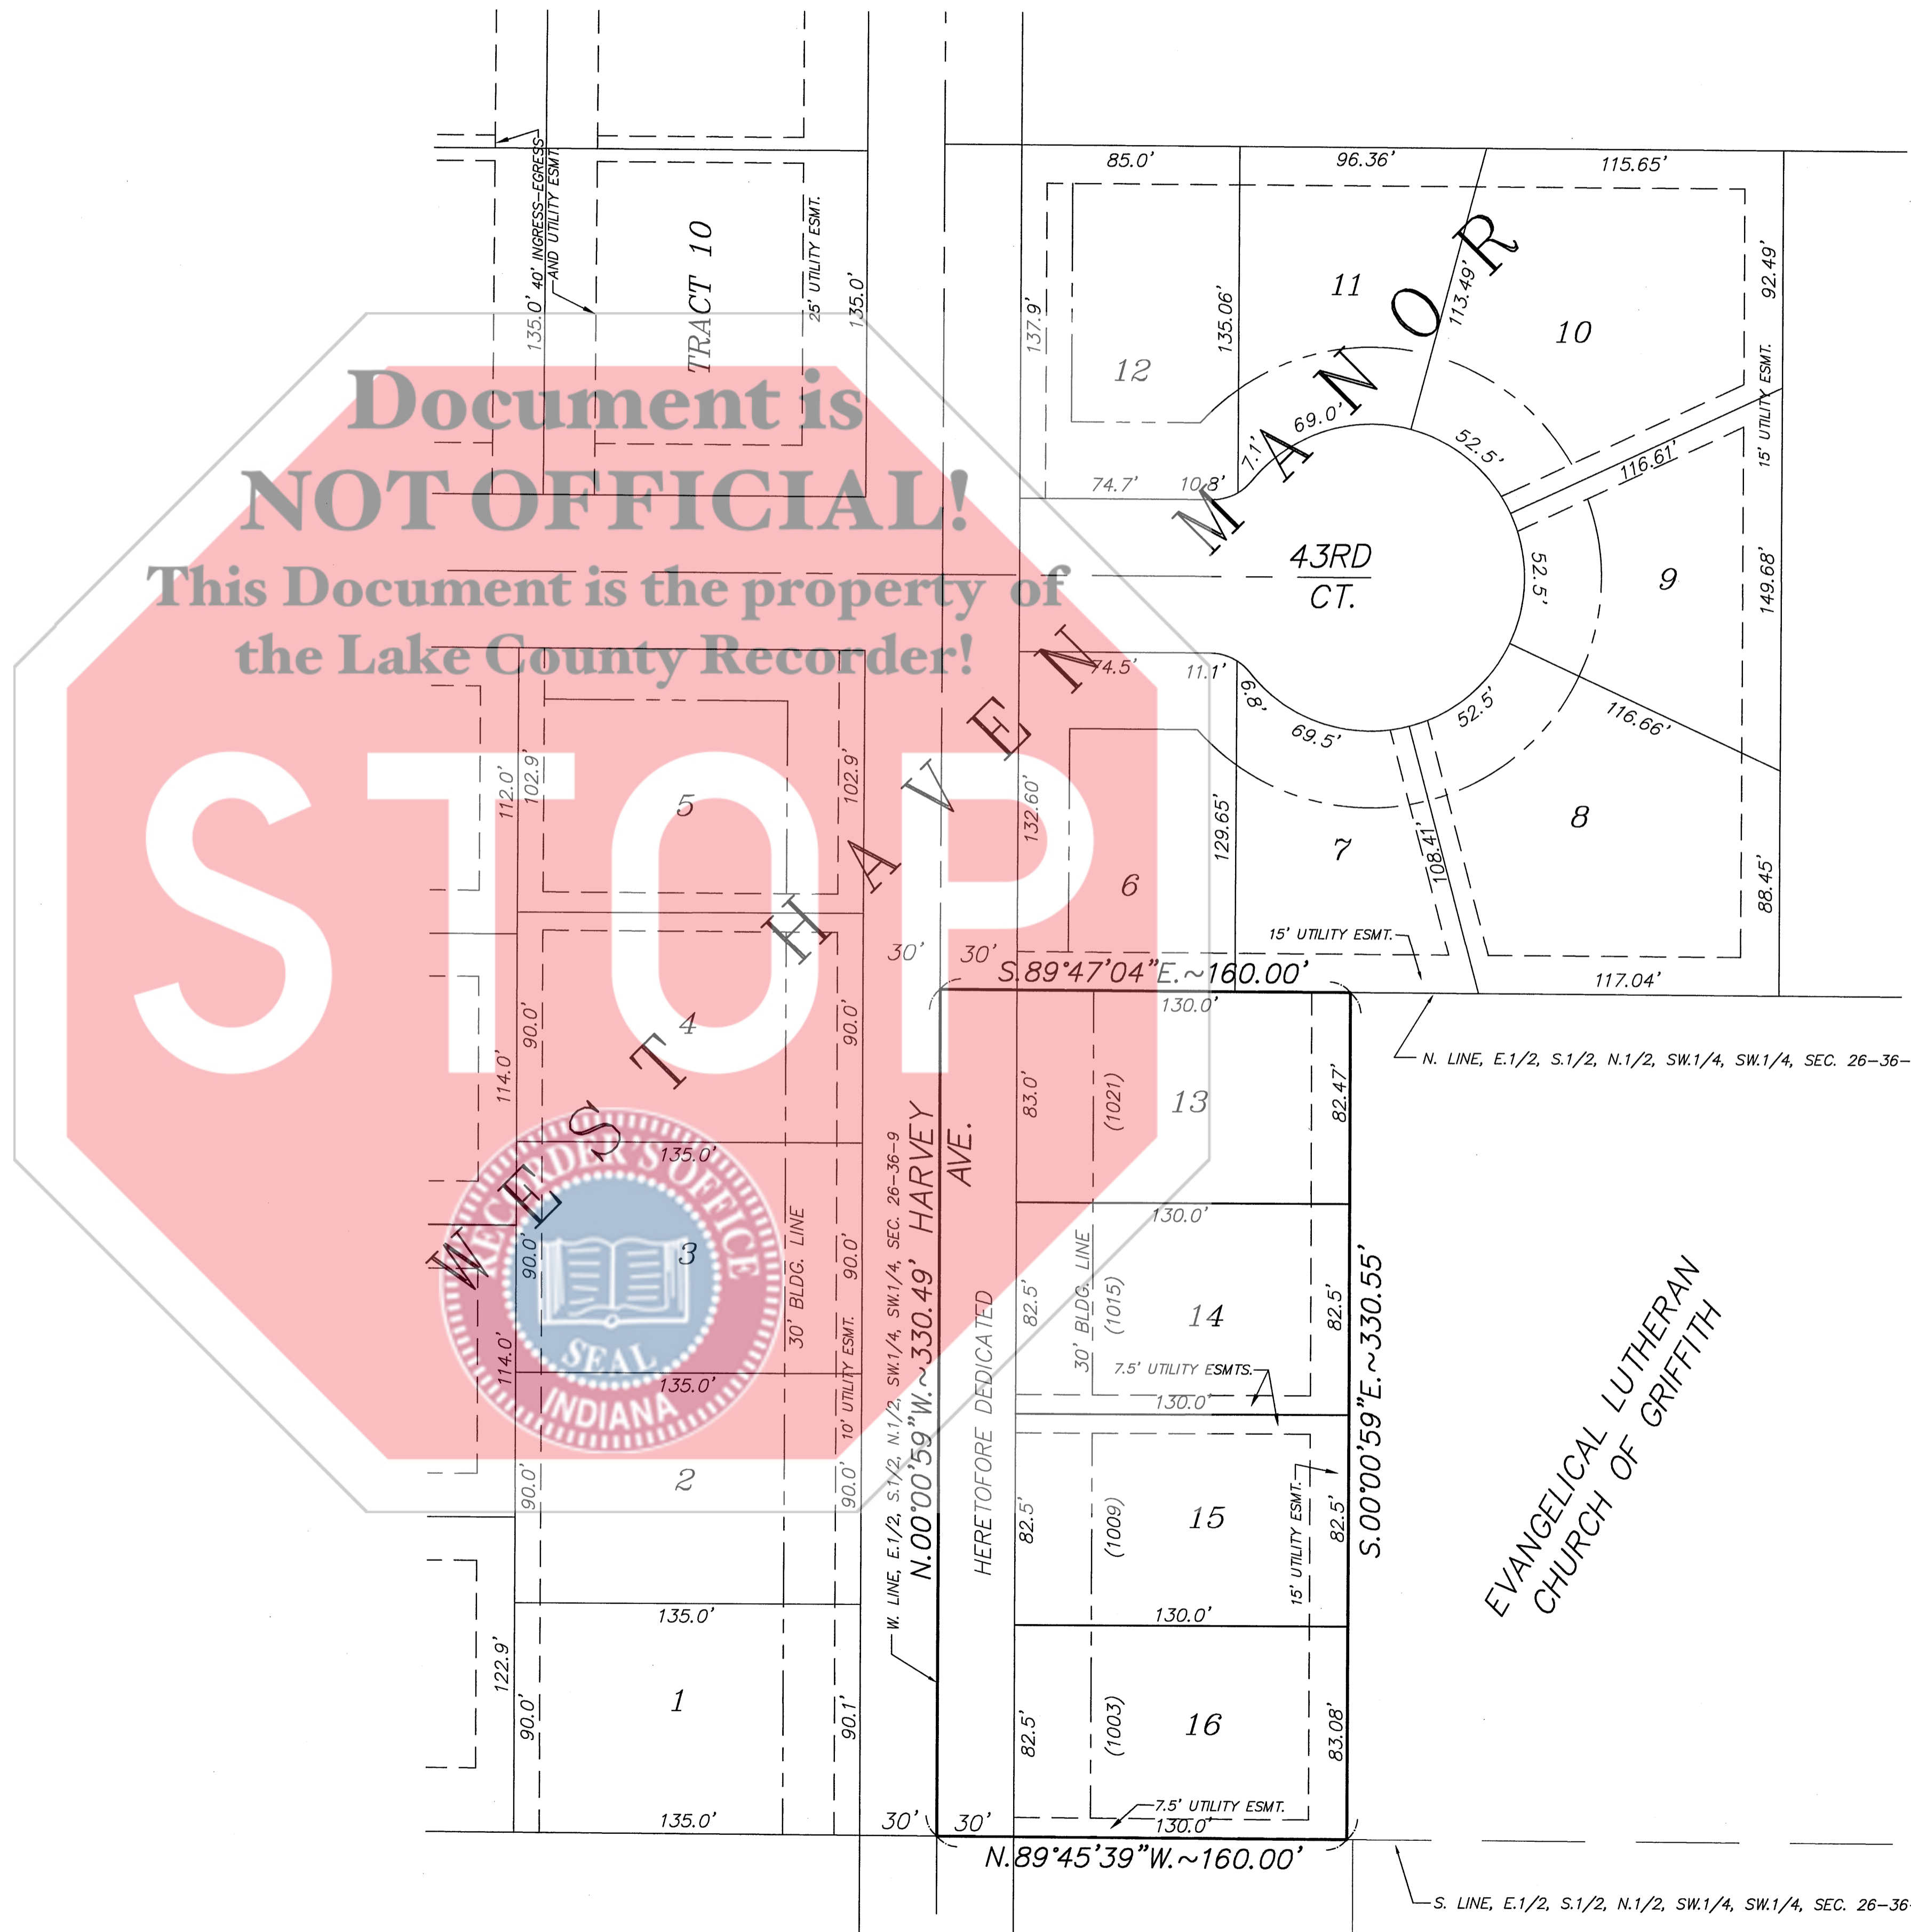 85.0'
96.36'
115.65'
40' INGRESS-EGRESS
AND UTILITY ESMT.
135.0'
TRACT 10
25' UTILITY ESMT.
135.0'
137.9'
12
135.06'
11
113.49'
10
92.49'
15' UTILITY ESMT.
69.0'
7.1'
52.5'
116.61'
74.7'
10.8'
43RD
CT.
52.5'
9
149.68'
Document is
NOT OFFICIAL!
This Document is the property of
the Lake County Recorder!
STOP
WEST HAVEN MANOR
74.5'
11.1'
6.8'
69.5'
52.5'
116.66'
112.0'
102.9'
5
102.9'
132.60'
6
129.65'
7
108.41'
8
88.45'
15' UTILITY ESMT.
117.04'
30'
30'
S.89°47'04"E.~160.00'
130.0'
N. LINE, E.1/2, S.1/2, N.1/2, SW.1/4, SW.1/4, SEC. 26-36-
114.0'
90.0'
4
90.0'
83.0'
(1021)
13
82.47'
135.0'
130.0'
RECORDER'S OFFICE
SEAL
INDIANA
114.0'
90.0'
3
30' BLDG. LINE
90.0'
10' UTILITY ESMT.
W. LINE, E.1/2, S.1/2, N.1/2, SW.1/4, SW.1/4, SEC. 26-36-9
N.00°00'59"W.~330.49'
HARVEY
AVE.
HERETOFORE DEDICATED
82.5'
30' BLDG. LINE
(1015)
14
82.5'
7.5' UTILITY ESMTS.
130.0'
S.00°00'59"E.~330.55'
EVANGELICAL LUTHERAN
CHURCH OF GRIFFITH
135.0'
90.0'
2
90.0'
82.5'
(1009)
15
15' UTILITY ESMT.
82.5'
135.0'
130.0'
122.9'
90.0'
1
90.1'
82.5'
(1003)
16
83.08'
7.5' UTILITY ESMT.
135.0'
30'
30'
130.0'
N.89°45'39"W.~160.00'
S. LINE, E.1/2, S.1/2, N.1/2, SW.1/4, SW.1/4, SEC. 26-36-